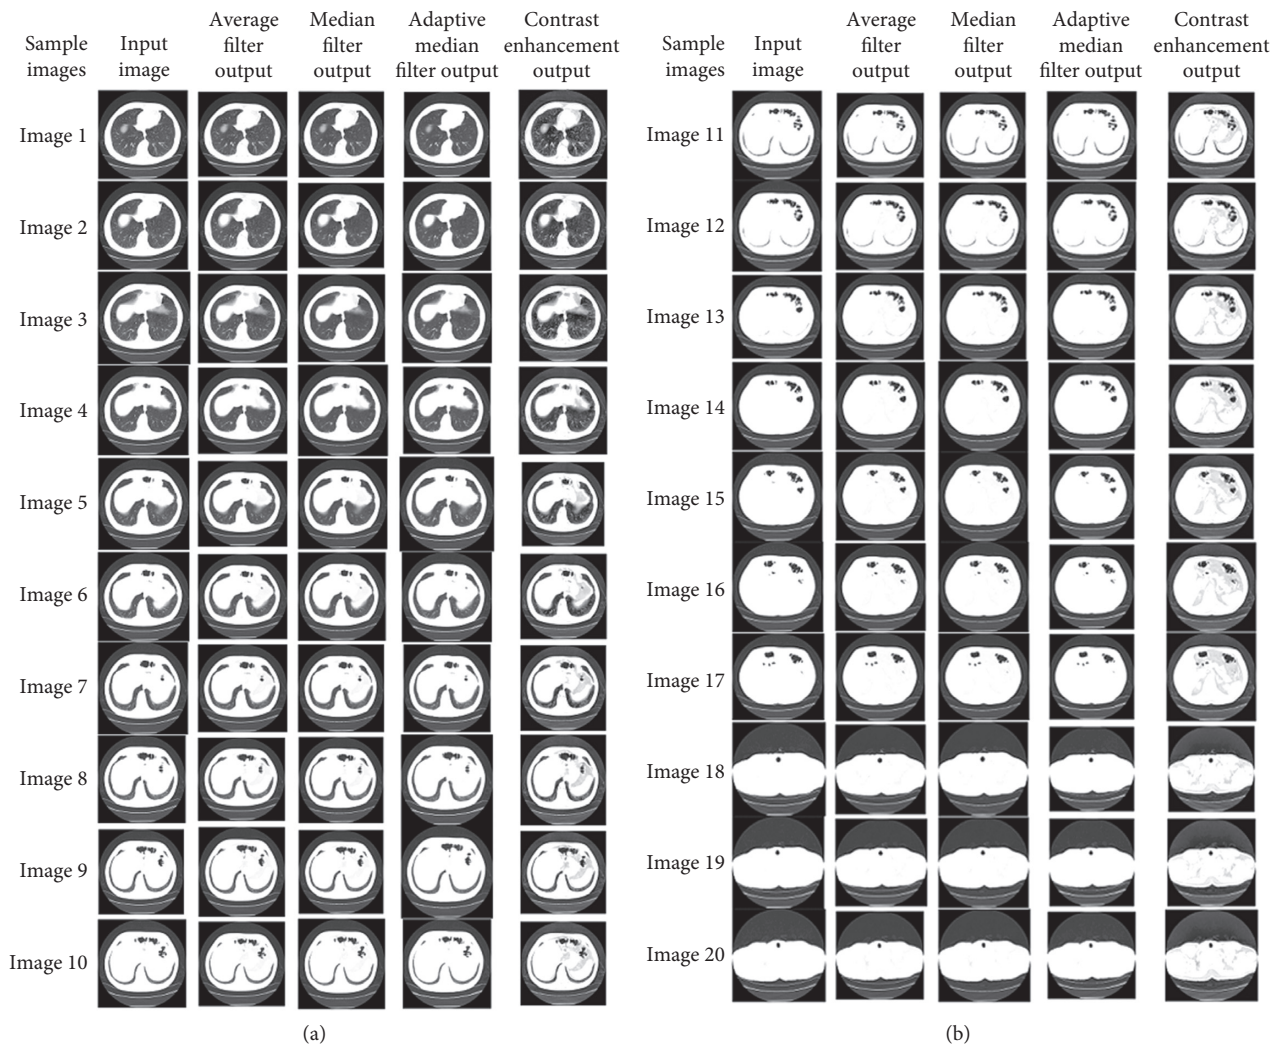 Sample images
Input image
Average filter output
Median filter output
Adaptive median filter output
Contrast enhancement output
Image 1
Image 2
Image 3
Image 4
Image 5
Image 6
Image 7
Image 8
Image 9
Image 10
(a)
Sample images
Input image
Average filter output
Median filter output
Adaptive median filter output
Contrast enhancement output
Image 11
Image 12
Image 13
Image 14
Image 15
Image 16
Image 17
Image 18
Image 19
Image 20
(b)